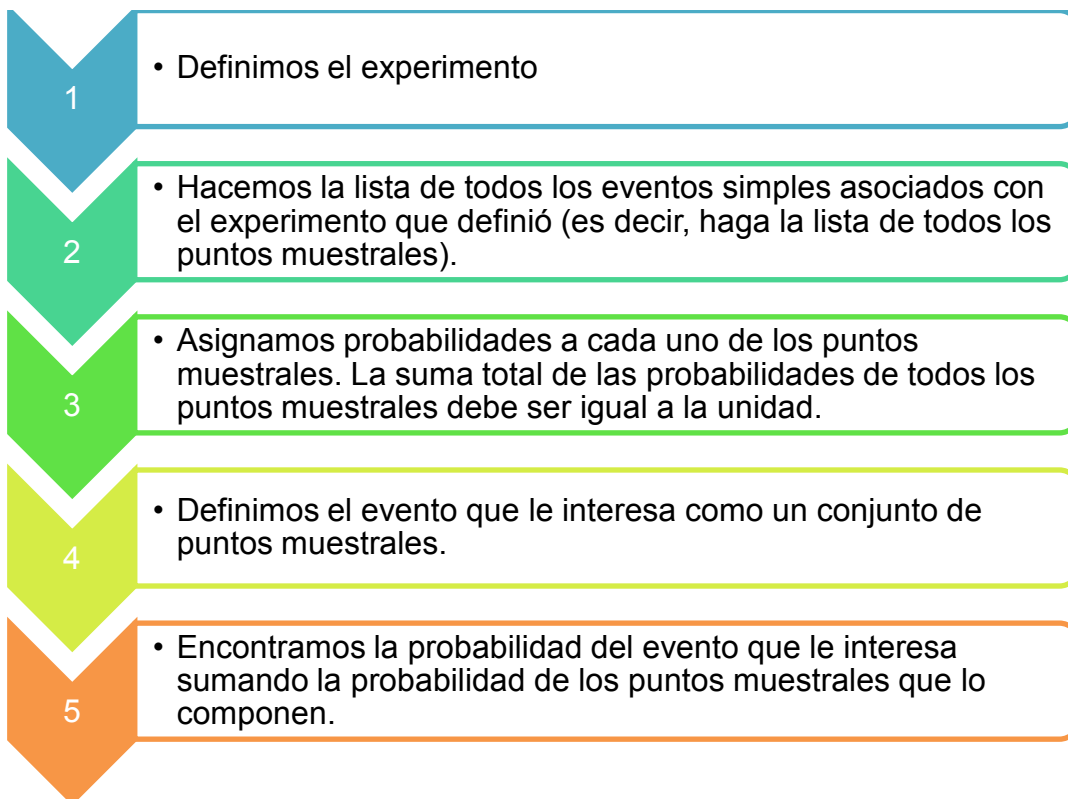 1
• Definimos el experimento
2
• Hacemos la lista de todos los eventos simples asociados con
el experimento que definió (es decir, haga la lista de todos los
puntos muestrales).
3
• Asignamos probabilidades a cada uno de los puntos
muestrales. La suma total de las probabilidades de todos los
puntos muestrales debe ser igual a la unidad.
4
• Definimos el evento que le interesa como un conjunto de
puntos muestrales.
5
• Encontramos la probabilidad del evento que le interesa
sumando la probabilidad de los puntos muestrales que lo
componen.